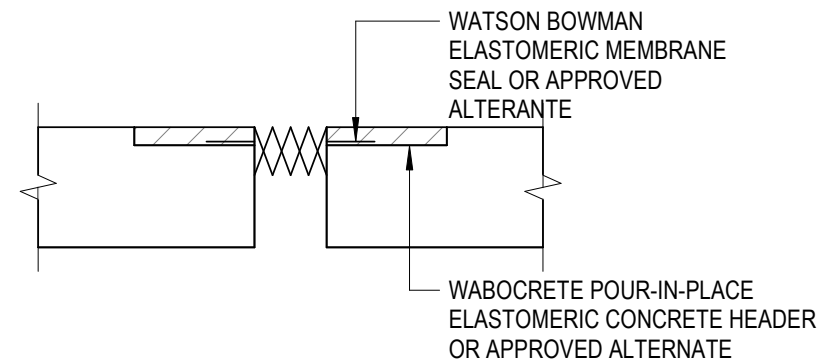 WATSON BOWMAN
ELASTOMERIC MEMBRANE
SEAL OR APPROVED
ALTERANTE
WABOCRETE POUR-IN-PLACE
ELASTOMERIC CONCRETE HEADER
OR APPROVED ALTERNATE